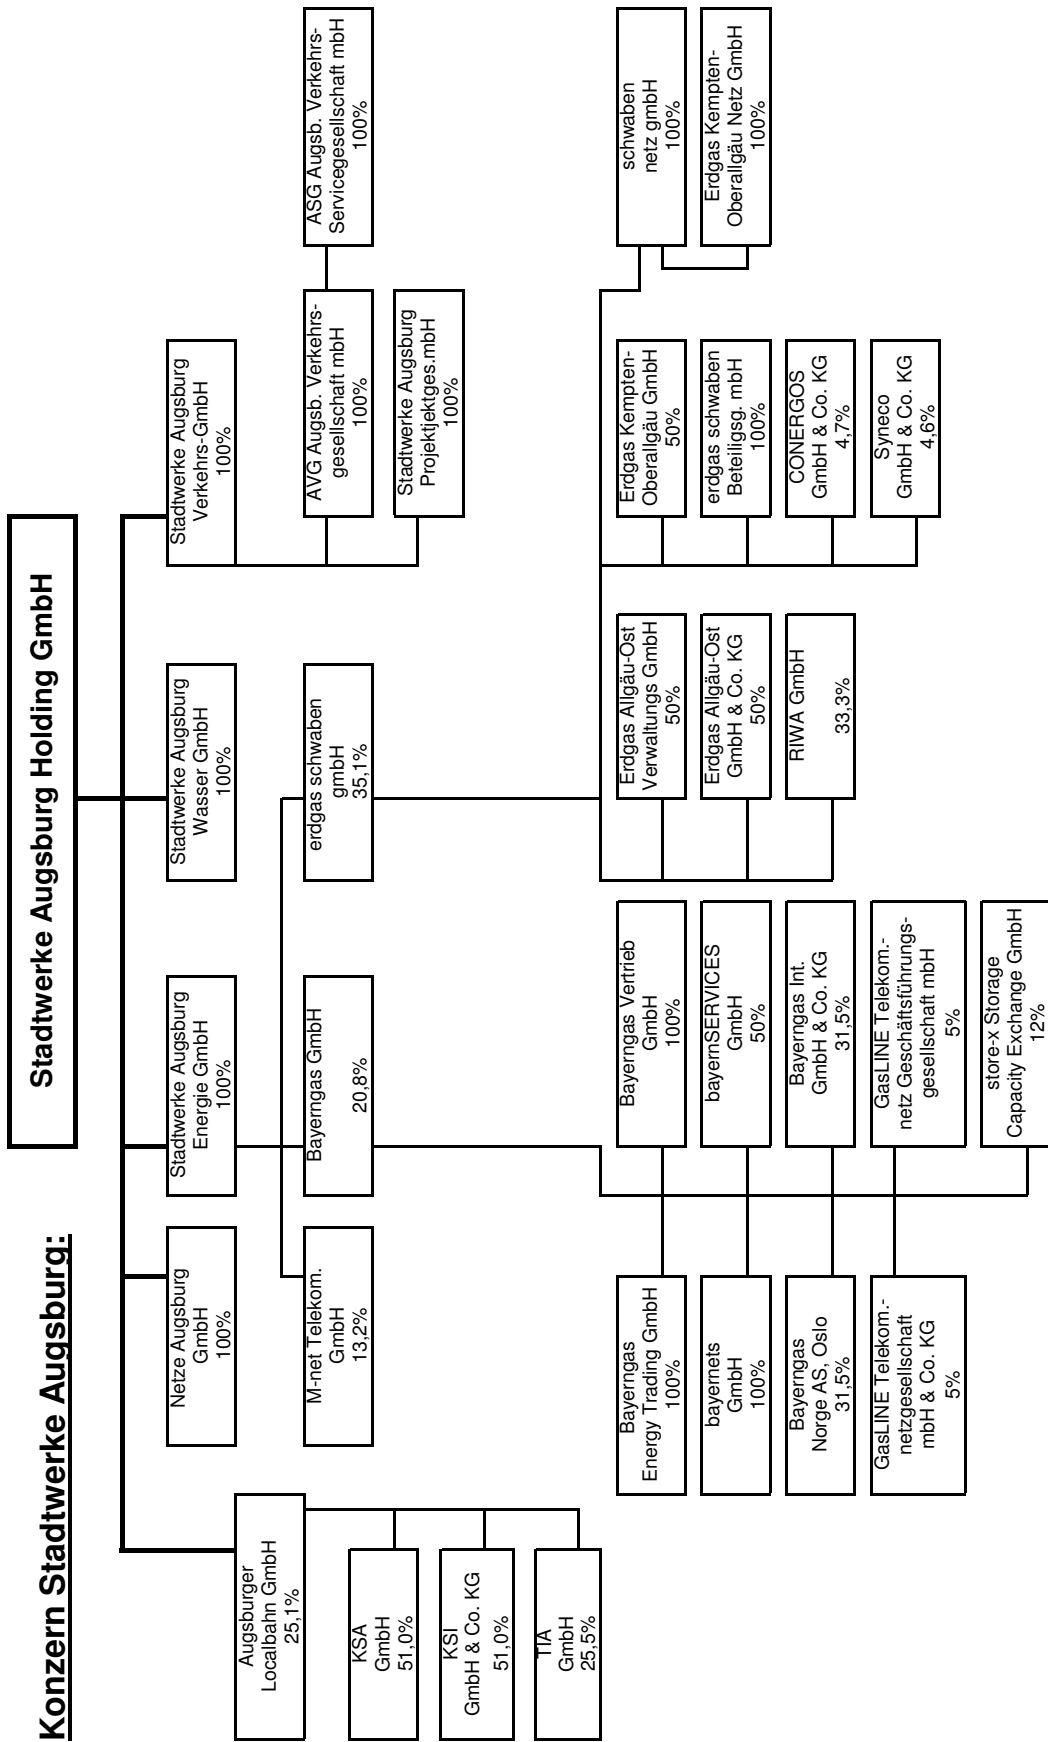 Konzern Stadtwerke Augsburg:
Stadtwerke Augsburg Holding GmbH
Netze Augsburg
GmbH
100%
Stadtwerke Augsburg
Energie GmbH
100%
Stadtwerke Augsburg
Wasser GmbH
100%
Stadtwerke Augsburg
Verkehrs-GmbH
100%
Augsburger
Localbahn GmbH
25,1%
M-net Telekom.
GmbH
13,2%
Bayerngas GmbH
20,8%
erdgas schwaben
gmbH
35,1%
AVG Augsb. Verkehrs-
gesellschaft mbH
100%
ASG Augsb. Verkehrs-
Servicegesellschaft mbH
100%
Stadtwerke Augsburg
Projektjektges.mbH
100%
KSA
GmbH
51,0%
KSI
GmbH & Co. KG
51,0%
TIA
GmbH
25,5%
Bayerngas
Energy Trading GmbH
100%
Bayerngas Vertrieb
GmbH
100%
Erdgas Allgäu-Ost
Verwaltungs GmbH
50%
Erdgas Kempten-
Oberallgäu GmbH
50%
schwaben
netz gmbH
100%
bayernets
GmbH
100%
bayernSERVICES
GmbH
50%
Erdgas Allgäu-Ost
GmbH & Co. KG
50%
erdgas schwaben
Beteiligsg. mbH
100%
Erdgas Kempten-
Oberallgäu Netz GmbH
100%
Bayerngas
Norge AS, Oslo
31,5%
Bayerngas Int.
GmbH & Co. KG
31,5%
RIWA GmbH
33,3%
CONERGOS
GmbH & Co. KG
4,7%
GasLINE Telekom.-
netzgesellschaft
mbH & Co. KG
5%
GasLINE Telekom.-
netz Geschäftsführungs-
gesellschaft mbH
5%
Syneco
GmbH & Co. KG
4,6%
store-x Storage
Capacity Exchange GmbH
12%